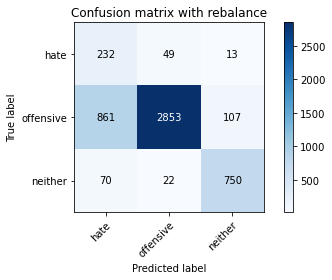 Confusion matrix with rebalance
True label
hate
offensive
neither
232 49 13
861 2853 107
70 22 750
hate
offensive
neither
Predicted label
2500
2000
1500
1000
500